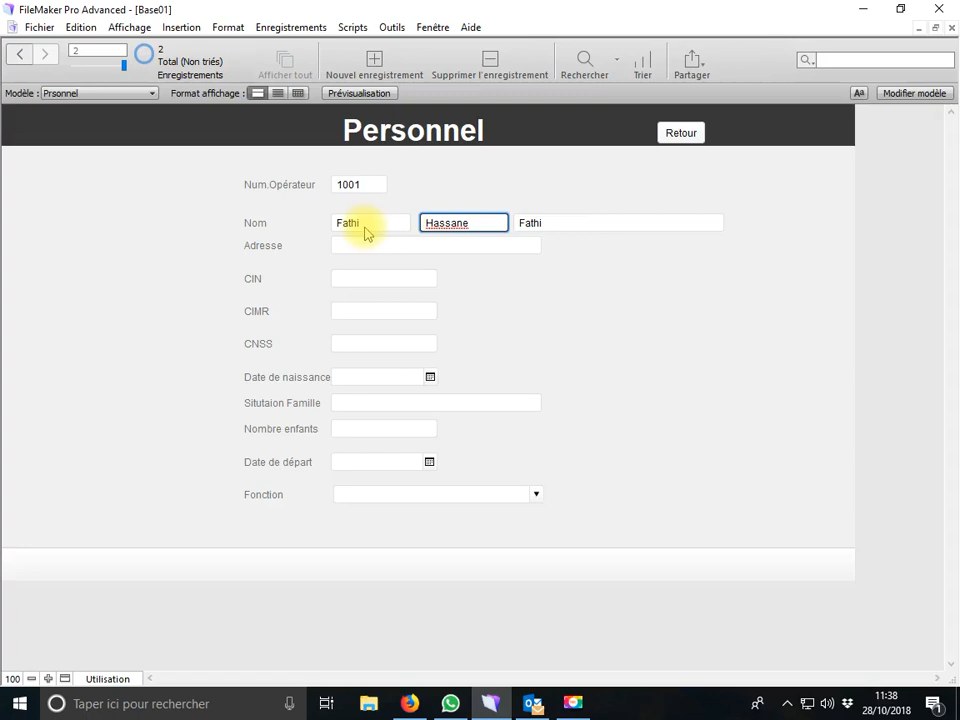 FileMaker Pro Advanced - [Base01]
Fichier Edition Affichage Insertion Format Enregistrements Scripts Outils Fenêtre Aide
2
2
Total (Non triés)
Enregistrements
Afficher tout Nouvel enregistrement Supprimer l'enregistrement Rechercher Trier Partager
Modèle : Prsonnel Format affichage : Prévisualisation Aa Modifier modèle
Personnel
Retour
Num.Opérateur 1001
Nom Fathi Hassane Fathi
Adresse
CIN
CIMR
CNSS
Date de naissance
Situtaion Famille
Nombre enfants
Date de départ
Fonction
100 Utilisation
Taper ici pour rechercher
11:38
28/10/2018
1